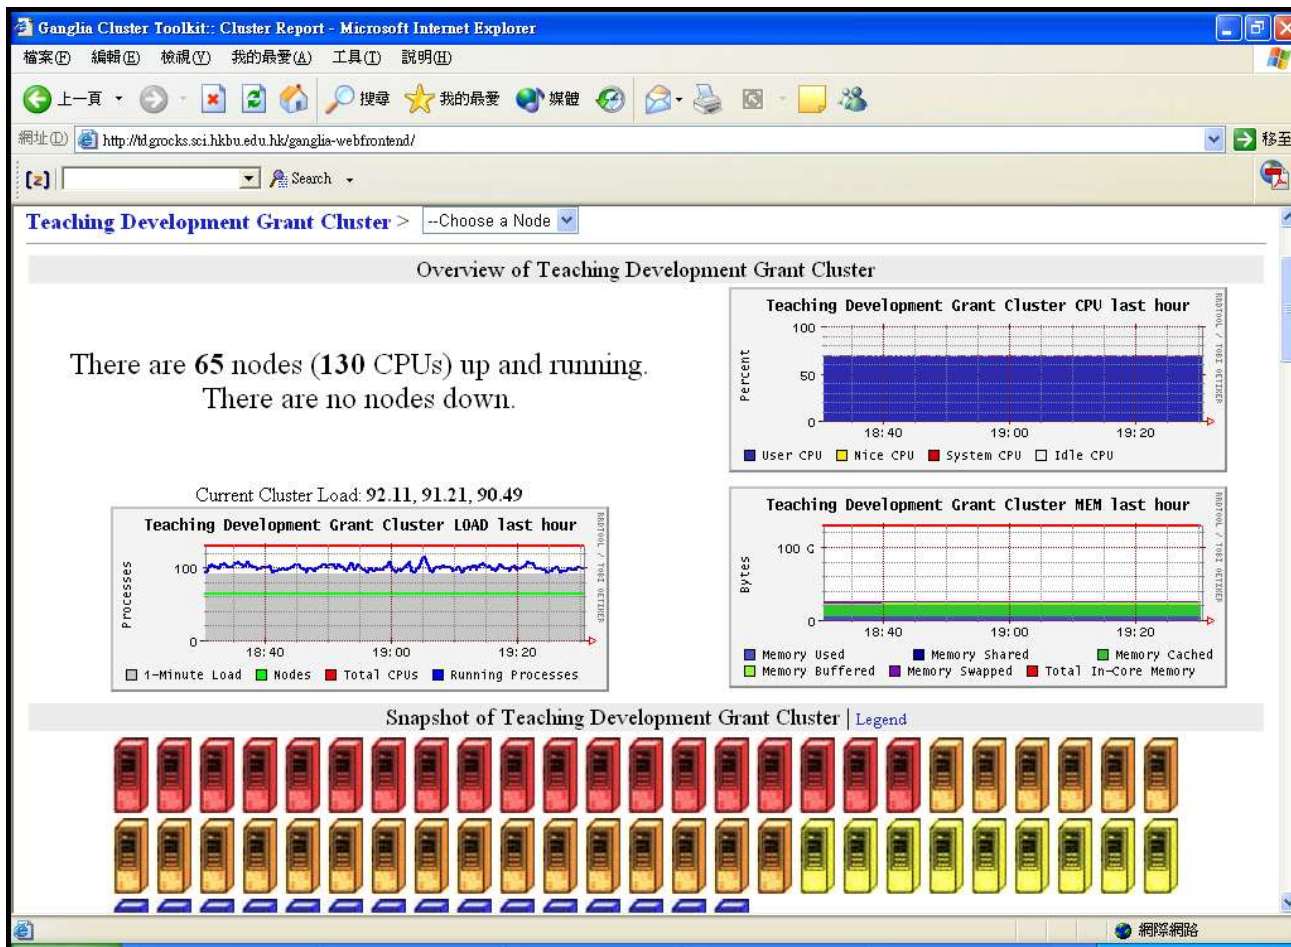 Ganglia Cluster Toolkit:: Cluster Report - Microsoft Internet Explorer
檔案(F) 編輯(E) 檢視(V) 我的最愛(A) 工具(T) 說明(H)
上一頁 搜尋 我的最愛 媒體
網址(D) http://tdgrocks.sci.hkbu.edu.hk/ganglia-webfrontend/ 移至
[z] Search
Teaching Development Grant Cluster > --Choose a Node
Overview of Teaching Development Grant Cluster
There are 65 nodes (130 CPUs) up and running.
There are no nodes down.
Teaching Development Grant Cluster CPU last hour
RRDTOOL / TOBI OETIKER
Percent
100
50
0
18:40 19:00 19:20
User CPU Nice CPU System CPU Idle CPU
Current Cluster Load: 92.11, 91.21, 90.49
Teaching Development Grant Cluster LOAD last hour
RRDTOOL / TOBI OETIKER
Processes
100
0
18:40 19:00 19:20
1-Minute Load Nodes Total CPUs Running Processes
Teaching Development Grant Cluster MEM last hour
RRDTOOL / TOBI OETIKER
Bytes
100 G
0
18:40 19:00 19:20
Memory Used Memory Shared Memory Cached
Memory Buffered Memory Swapped Total In-Core Memory
Snapshot of Teaching Development Grant Cluster | Legend
網際網路